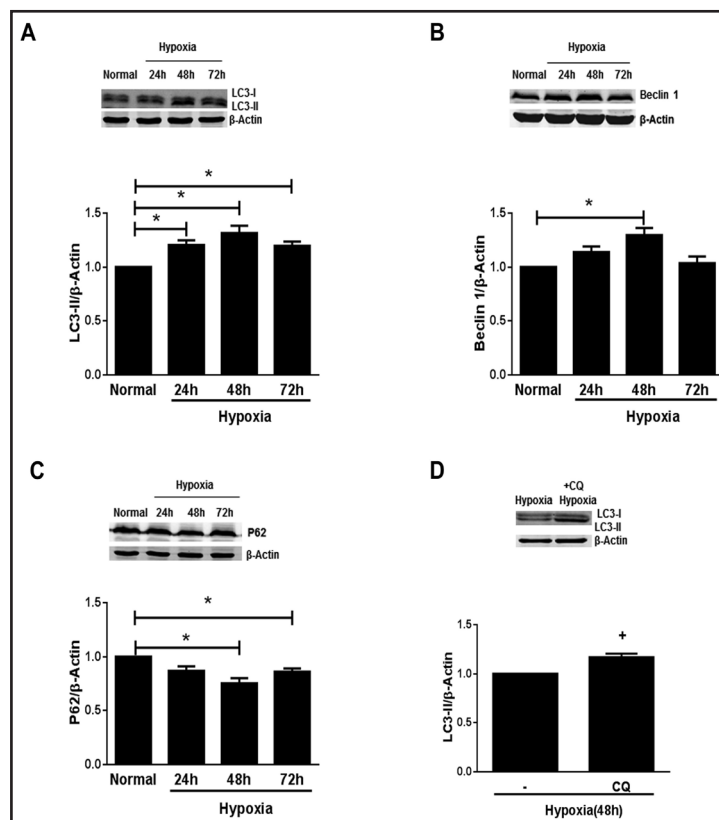 A
Hypoxia
Normal 24h 48h 72h
LC3-I
LC3-II
β-Actin
* 
*
*
LC3-II/β-Actin
1.5
1.0
0.5
0.0
Normal 24h 48h 72h
Hypoxia
B
Hypoxia
Normal 24h 48h 72h
Beclin 1
β-Actin
*
Beclin 1/β-Actin
1.5
1.0
0.5
0.0
Normal 24h 48h 72h
Hypoxia
C
Hypoxia
Normal 24h 48h 72h
P62
β-Actin
*
*
P62/β-Actin
1.5
1.0
0.5
0.0
Normal 24h 48h 72h
Hypoxia
D
+CQ
Hypoxia Hypoxia
LC3-I
LC3-II
β-Actin
+
LC3-II/β-Actin
1.5
1.0
0.5
0.0
- CQ
Hypoxia(48h)